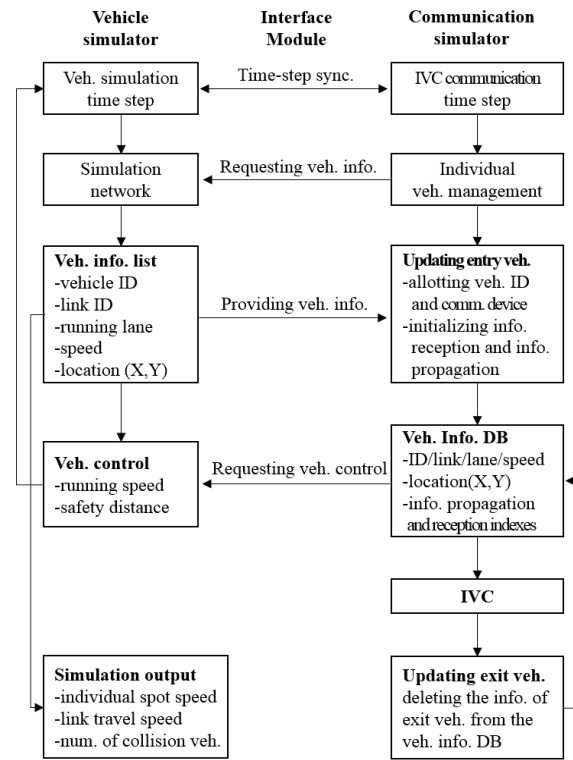 Vehicle
simulator
Interface
Module
Communication
simulator
Veh. simulation
time step
Time-step sync.
IVC communication
time step
Simulation
network
Requesting veh. info.
Individual
veh. management
Veh. info. list
-vehicle ID
-link ID
-running lane
-speed
-location (X,Y)
Providing veh. info.
Updating entry veh.
-allotting veh. ID
and comm. device
-initializing info.
reception and info.
propagation
Veh. control
-running speed
-safety distance
Requesting veh. control
Veh. Info. DB
-ID/link/lane/speed
-location(X,Y)
-info. propagation
and reception indexes
IVC
Simulation output
-individual spot speed
-link travel speed
-num. of collision veh.
Updating exit veh.
deleting the info. of
exit veh. from the
veh. info. DB